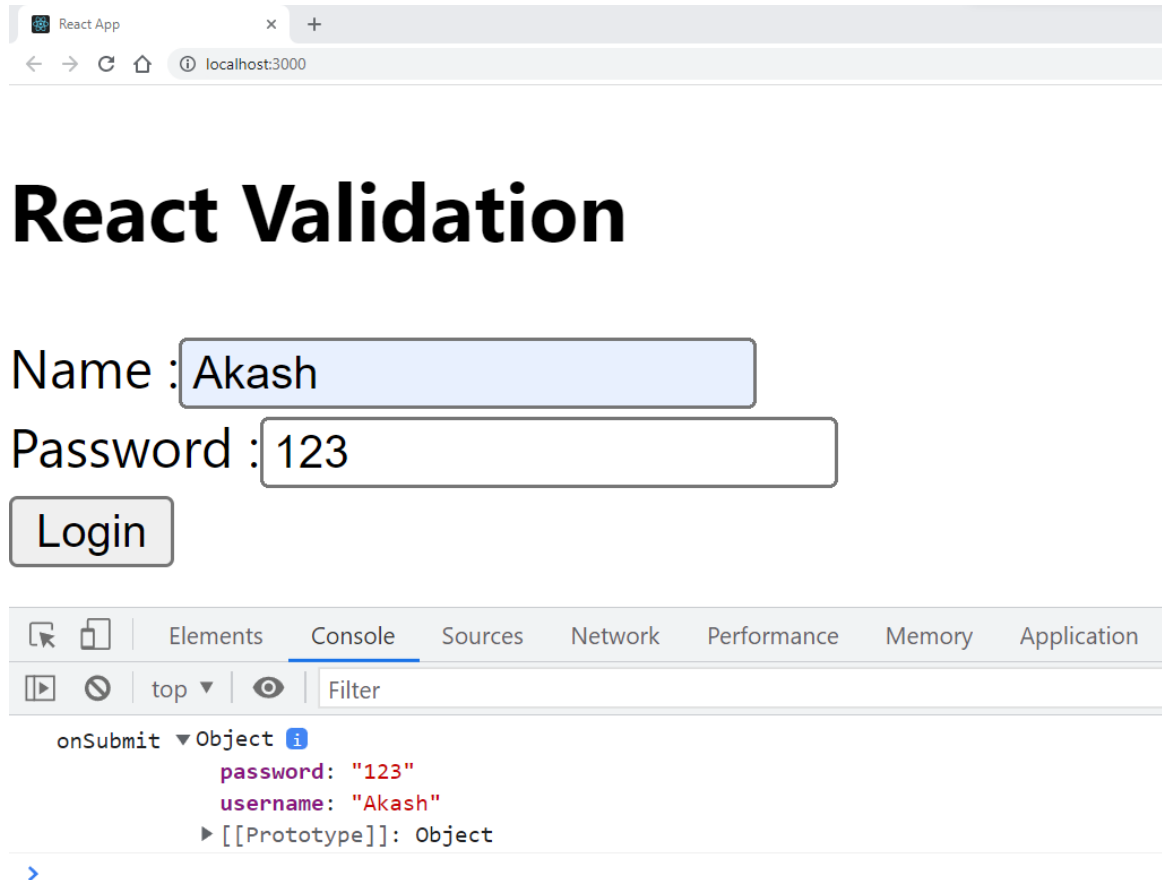 React App
localhost:3000
React Validation
Name :Akash
Password :123
Login
Elements Console Sources Network Performance Memory Application
top ▼ Filter
onSubmit ▼Object i
password: "123"
username: "Akash"
▶[[Prototype]]: Object